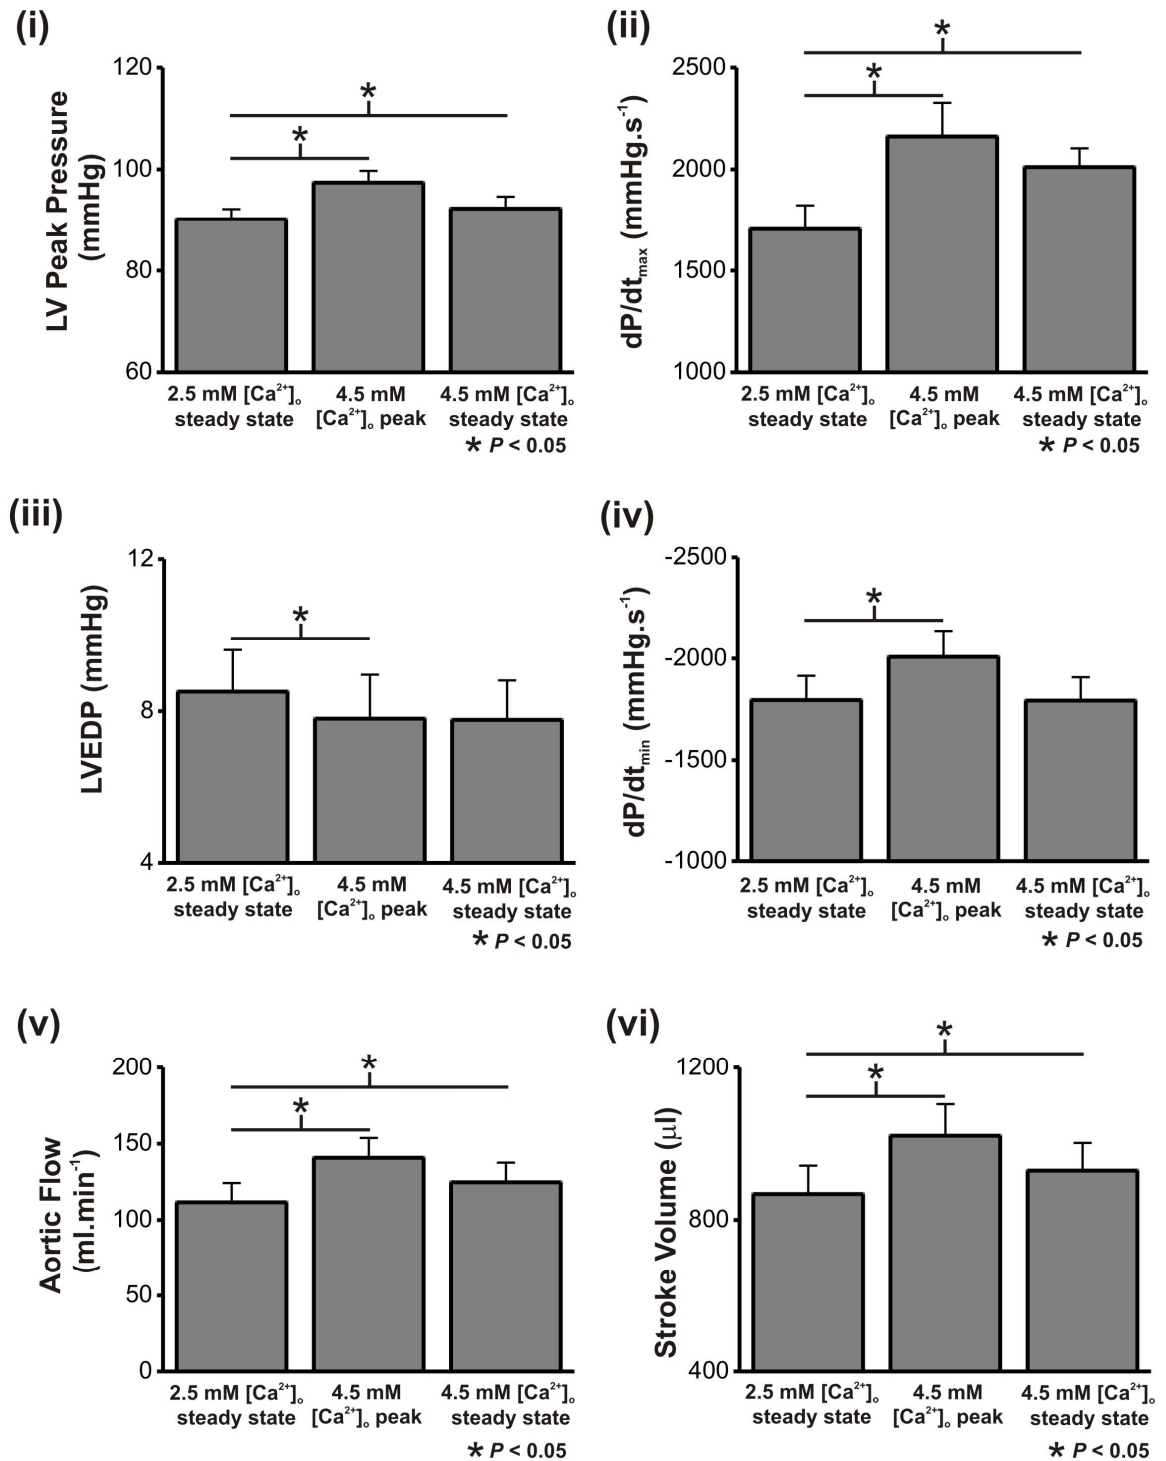 (i)
LV Peak Pressure
(mmHg)
120
100
80
60
*
*
2.5 mM [Ca²⁺]ₒ
steady state
4.5 mM
[Ca²⁺]ₒ peak
4.5 mM [Ca²⁺]ₒ
steady state
* P < 0.05
(ii)
dP/dtmax (mmHg.s⁻¹)
2500
2000
1500
1000
*
*
2.5 mM [Ca²⁺]ₒ
steady state
4.5 mM
[Ca²⁺]ₒ peak
4.5 mM [Ca²⁺]ₒ
steady state
* P < 0.05
(iii)
LVEDP (mmHg)
12
8
4
*
2.5 mM [Ca²⁺]ₒ
steady state
4.5 mM
[Ca²⁺]ₒ peak
4.5 mM [Ca²⁺]ₒ
steady state
* P < 0.05
(iv)
dP/dtmin (mmHg.s⁻¹)
-2500
-2000
-1500
-1000
*
2.5 mM [Ca²⁺]ₒ
steady state
4.5 mM
[Ca²⁺]ₒ peak
4.5 mM [Ca²⁺]ₒ
steady state
* P < 0.05
(v)
Aortic Flow
(ml.min⁻¹)
200
150
100
50
0
*
*
2.5 mM [Ca²⁺]ₒ
steady state
4.5 mM
[Ca²⁺]ₒ peak
4.5 mM [Ca²⁺]ₒ
steady state
* P < 0.05
(vi)
Stroke Volume (μl)
1200
800
400
*
*
2.5 mM [Ca²⁺]ₒ
steady state
4.5 mM
[Ca²⁺]ₒ peak
4.5 mM [Ca²⁺]ₒ
steady state
* P < 0.05